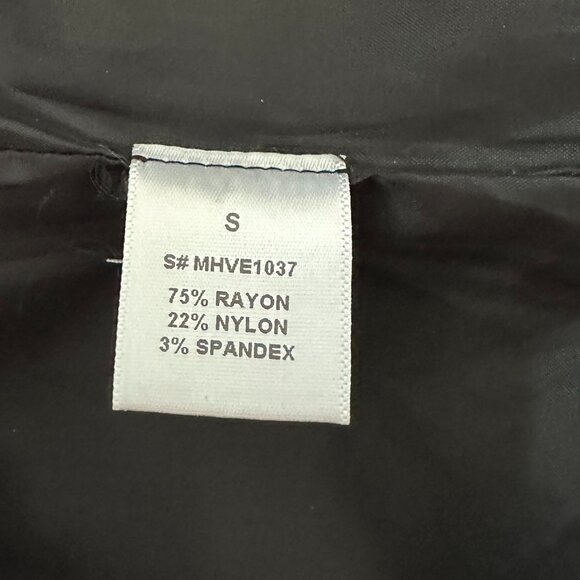 S
S# MHVE1037
75% RAYON
22% NYLON
3% SPANDEX